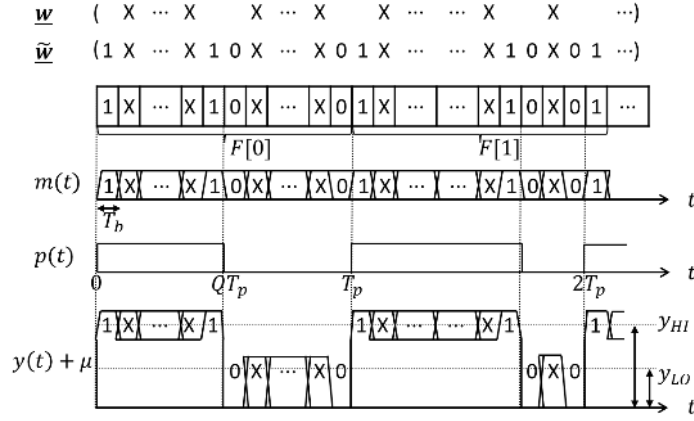 w ( X ··· X X ··· X X ··· ··· X X ···)
w̃ (1 X ··· X 1 0 X ··· X 0 1 X ··· ··· X 1 0 X 0 1 ···)
1 X ··· X 1 0 X ··· X 0 1 X ··· ··· X 1 0 X 0 1 ···
F[0] F[1]
m(t) 1 X ··· X 1 0 X ··· X 0 1 X ··· ··· X 1 0 X 0 1 t
T_b
p(t) t
0 QT_p T_p 2T_p
1 X ··· X 1 1 X ··· ··· X 1 1 y_HI
y(t) + μ 0 X ··· X 0 0 X 0 y_LO
t